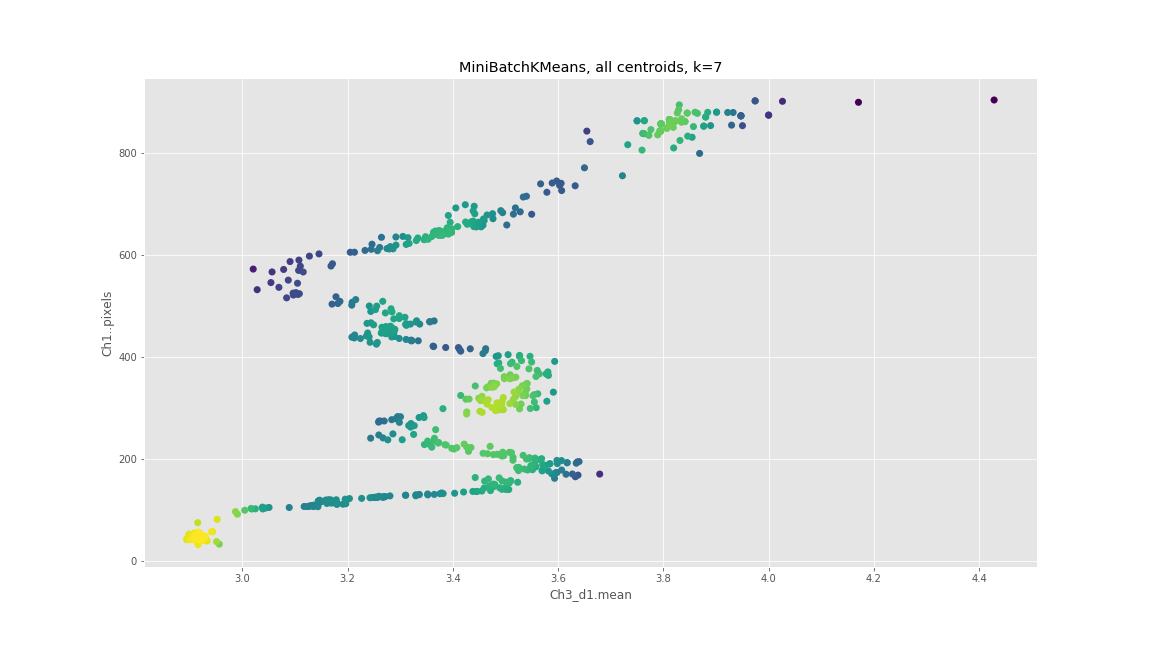 MiniBatchKMeans, all centroids, k=7
800
600
400
200
0
Ch1..pixels
3.0 3.2 3.4 3.6 3.8 4.0 4.2 4.4
Ch3_d1.mean